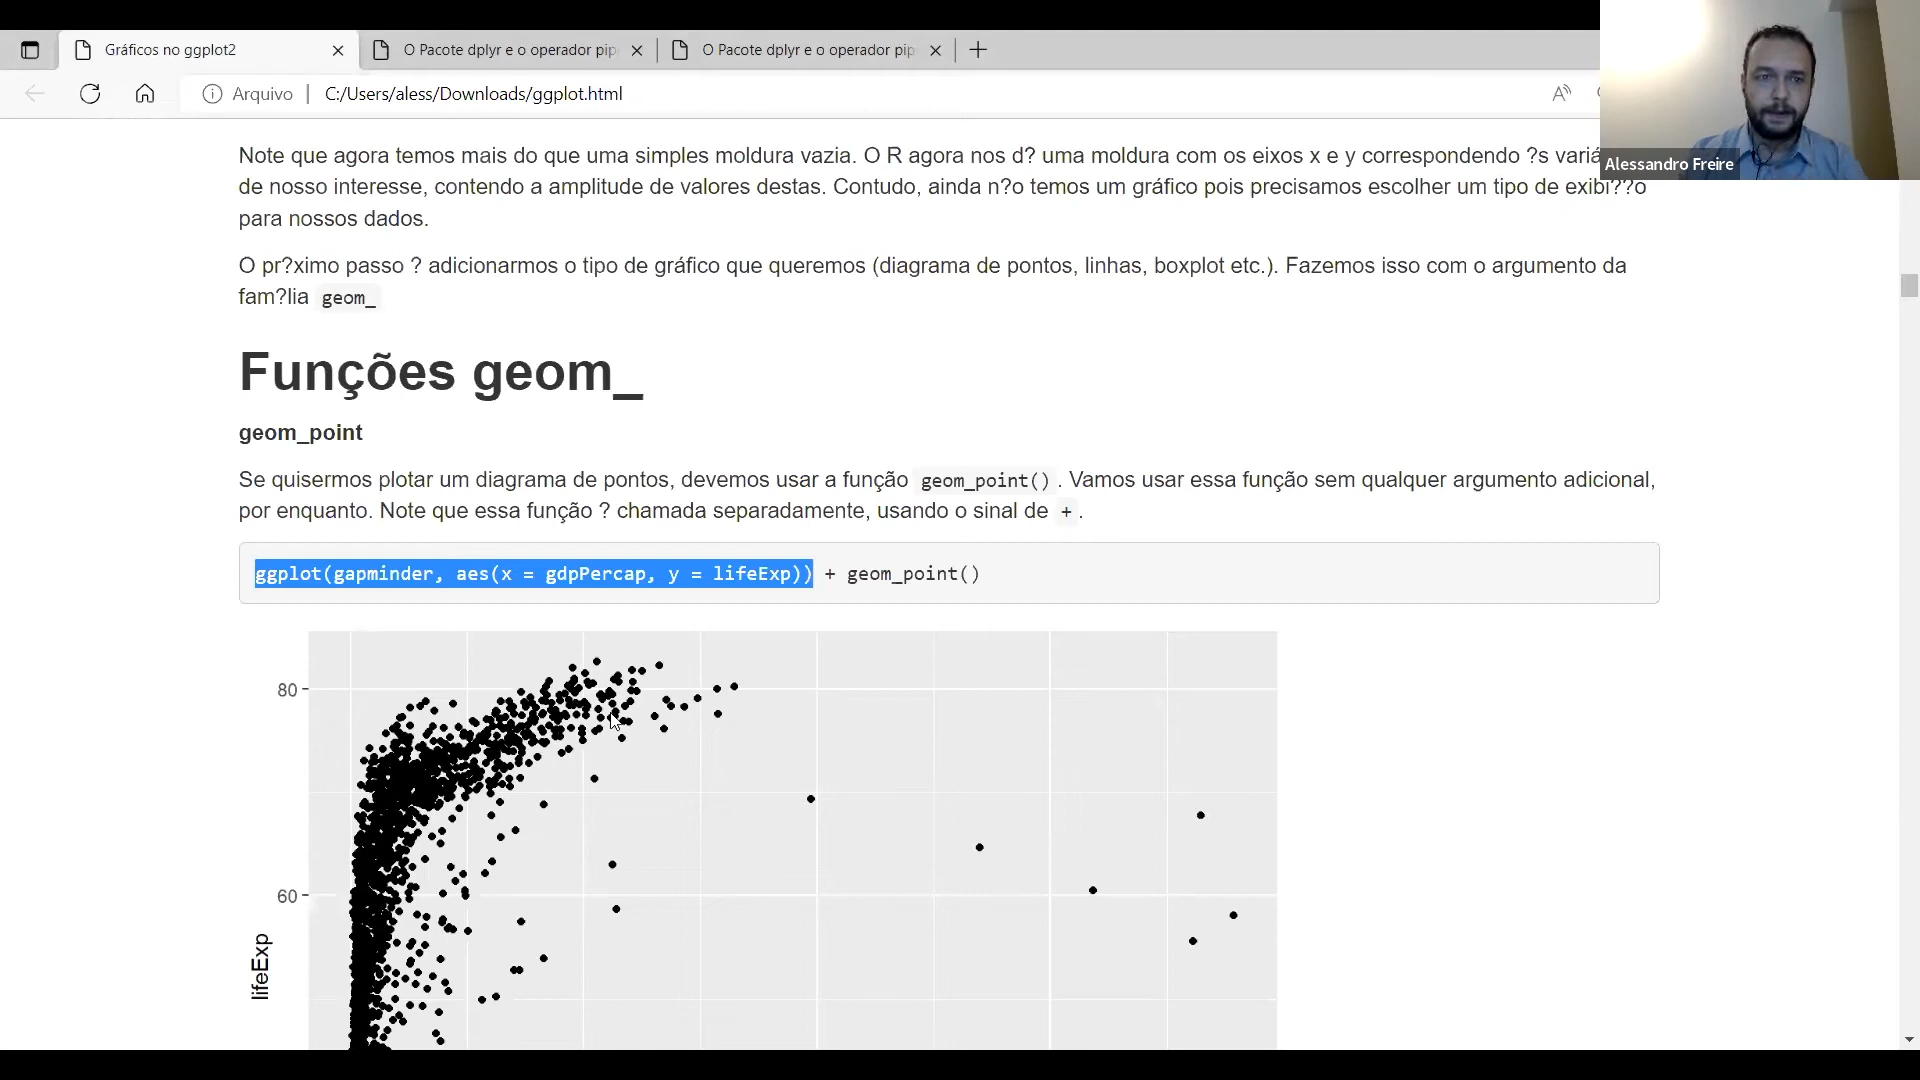 Gráficos no ggplot2
O Pacote dplyr e o operador pip
O Pacote dplyr e o operador pip
Arquivo
C:/Users/aless/Downloads/ggplot.html
Alessandro Freire
Note que agora temos mais do que uma simples moldura vazia. O R agora nos d? uma moldura com os eixos x e y correspondendo ?s variá
de nosso interesse, contendo a amplitude de valores destas. Contudo, ainda n?o temos um gráfico pois precisamos escolher um tipo de exibi??o
para nossos dados.
O pr?ximo passo ? adicionarmos o tipo de gráfico que queremos (diagrama de pontos, linhas, boxplot etc.). Fazemos isso com o argumento da
fam?lia geom_
Funções geom_
geom_point
Se quisermos plotar um diagrama de pontos, devemos usar a função geom_point(). Vamos usar essa função sem qualquer argumento adicional,
por enquanto. Note que essa função ? chamada separadamente, usando o sinal de +.
ggplot(gapminder, aes(x = gdpPercap, y = lifeExp)) + geom_point()
80
60
lifeExp